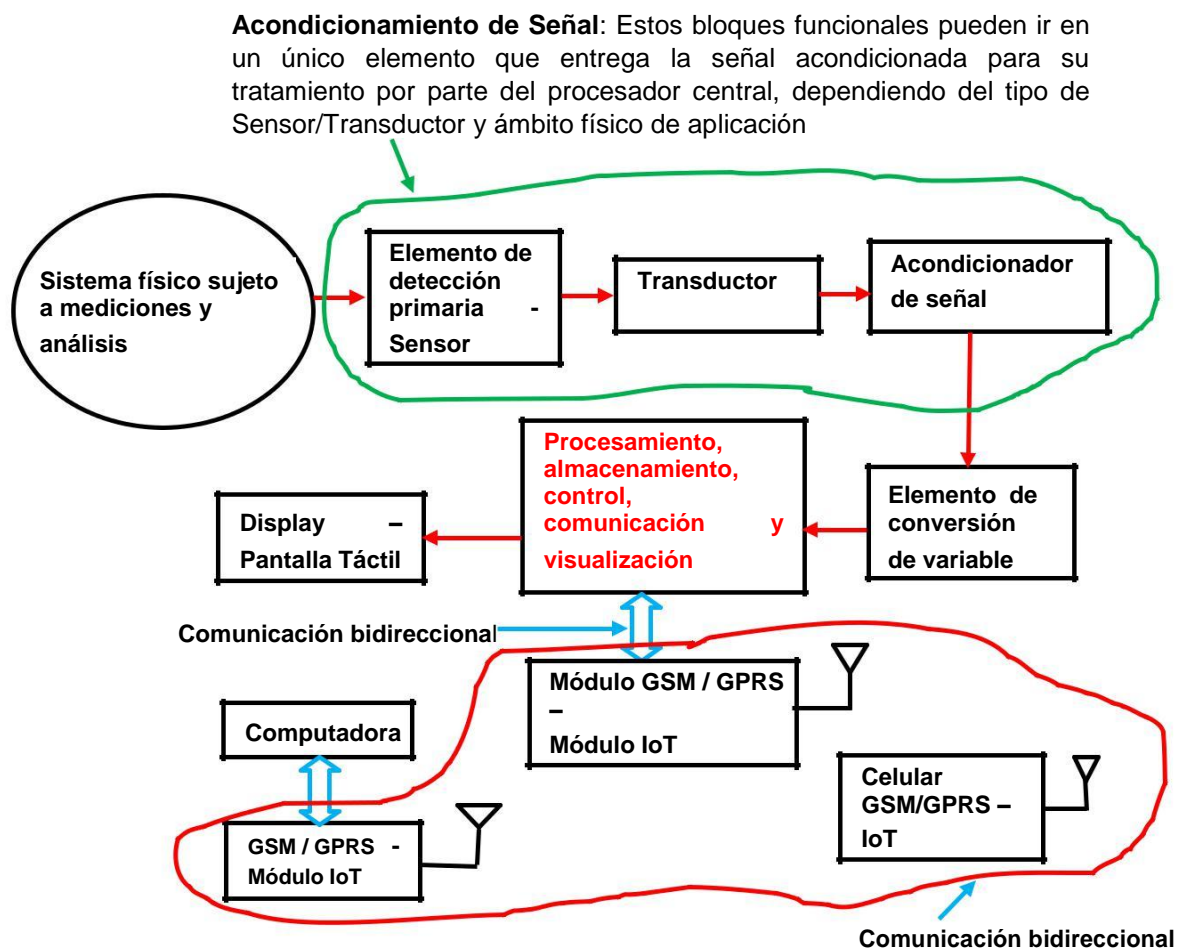 Acondicionamiento de Señal: Estos bloques funcionales pueden ir en
un único elemento que entrega la señal acondicionada para su
tratamiento por parte del procesador central, dependiendo del tipo de
Sensor/Transductor y ámbito físico de aplicación
Sistema físico sujeto
a mediciones y
análisis
Elemento de
detección
primaria -
Sensor
Transductor
Acondicionador
de señal
Procesamiento,
almacenamiento,
control,
comunicación y
visualización
Elemento de
conversión
de variable
Display –
Pantalla Táctil
Comunicación bidireccional
Módulo GSM / GPRS
–
Módulo IoT
Computadora
Celular
GSM/GPRS –
IoT
GSM / GPRS -
Módulo IoT
Comunicación bidireccional